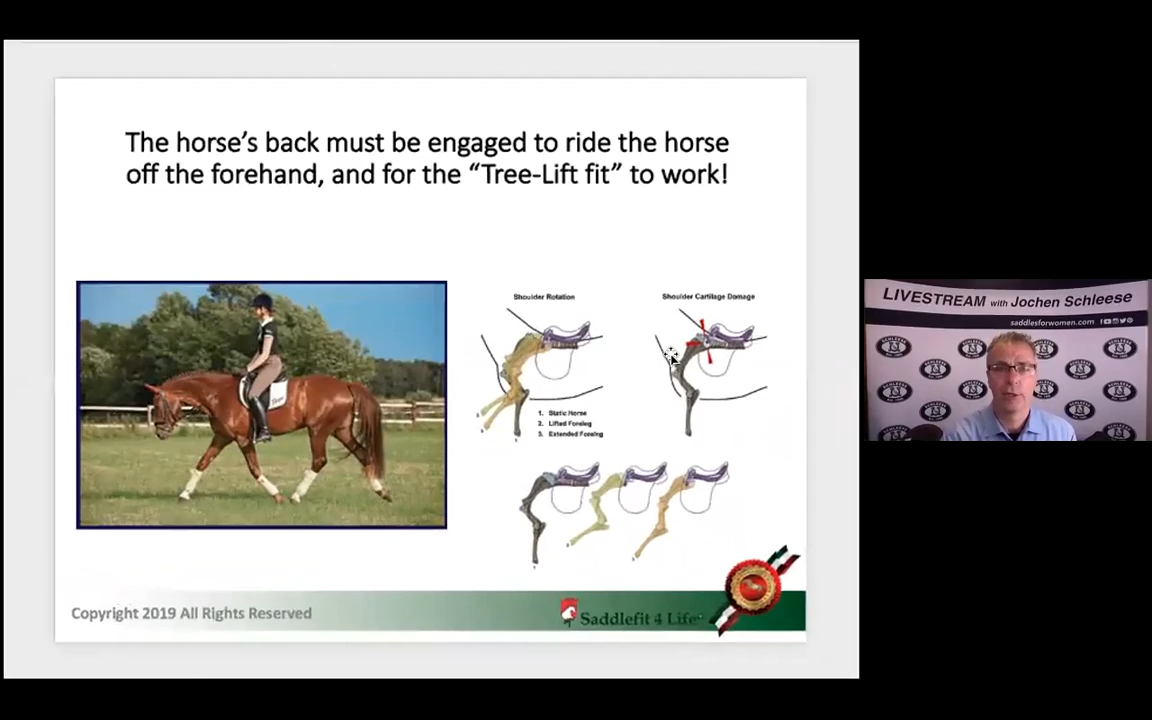 The horse's back must be engaged to ride the horse
off the forehand, and for the “Tree-Lift fit” to work!
Shoulder Rotation
Shoulder Cartilage Damage
1. Static Horse
2. Lifted Foreleg
3. Extended Foreleg
Copyright 2019 All Rights Reserved
Saddlefit 4 Life
LIVESTREAM with Jochen Schleese
saddlesforwomen.com
SCHLEESE